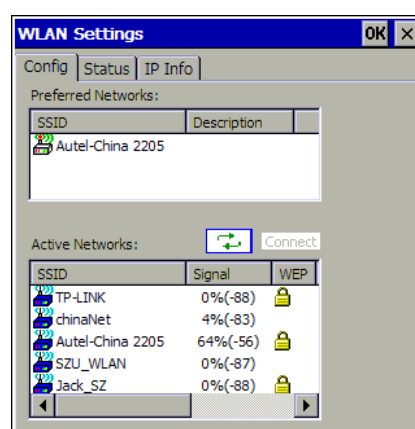 WLAN Settings OK ×
Config Status IP Info
Preferred Networks:
SSID Description
Autel-China 2205
Active Networks: Connect
SSID Signal WEP
TP-LINK 0%(-88)
chinaNet 4%(-83)
Autel-China 2205 64%(-56)
SZU_WLAN 0%(-87)
Jack_SZ 0%(-88)